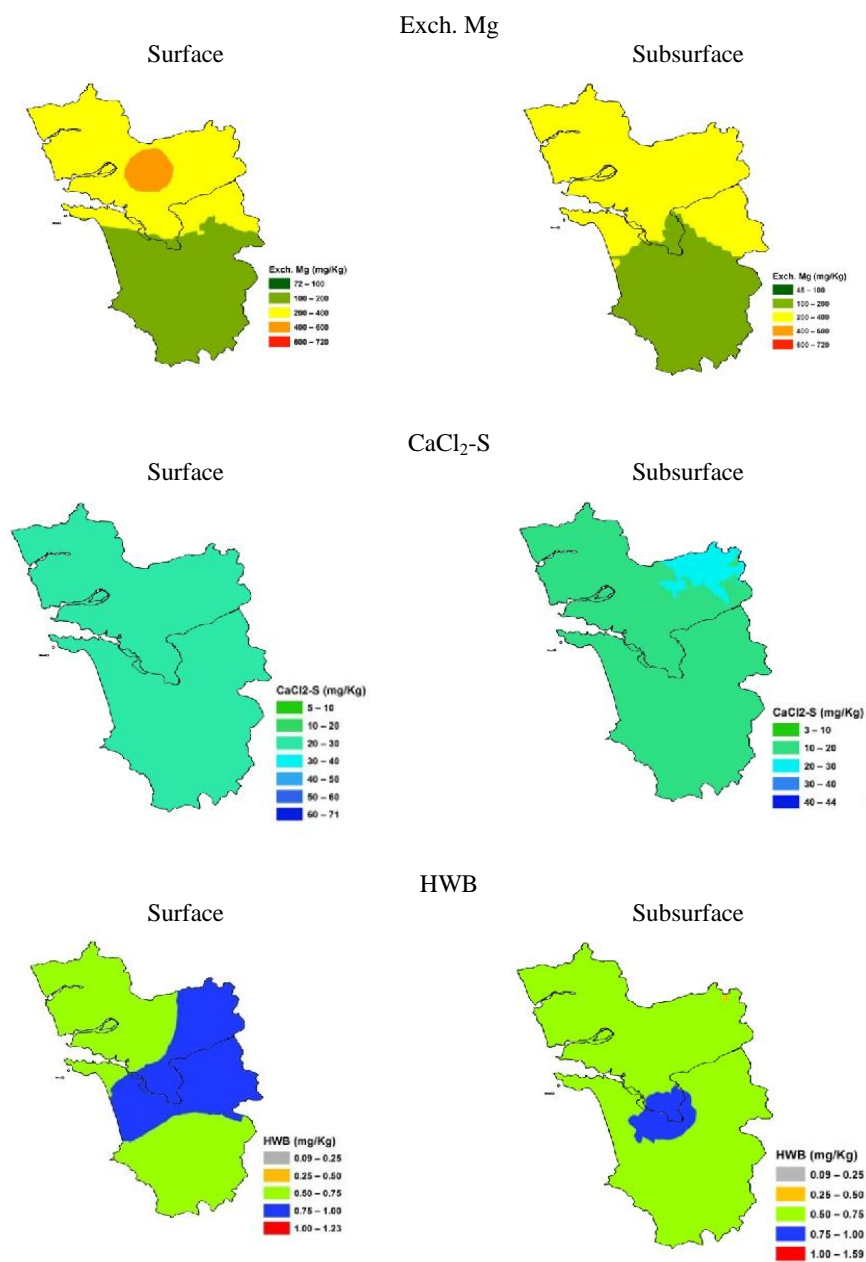 Exch. Mg
Surface
Subsurface
Exch. Mg (mg/Kg)
72 – 100
100 – 200
200 – 400
400 – 600
600 – 720
Exch. Mg (mg/Kg)
48 – 100
100 – 200
200 – 400
400 – 600
600 – 720
CaCl₂-S
Surface
Subsurface
CaCl2-S (mg/Kg)
5 – 10
10 – 20
20 – 30
30 – 40
40 – 50
50 – 60
60 – 71
CaCl2-S (mg/Kg)
3 – 10
10 – 20
20 – 30
30 – 40
40 – 44
HWB
Surface
Subsurface
HWB (mg/Kg)
0.09 – 0.25
0.25 – 0.50
0.50 – 0.75
0.75 – 1.00
1.00 – 1.23
HWB (mg/Kg)
0.09 – 0.25
0.25 – 0.50
0.50 – 0.75
0.75 – 1.00
1.00 – 1.59